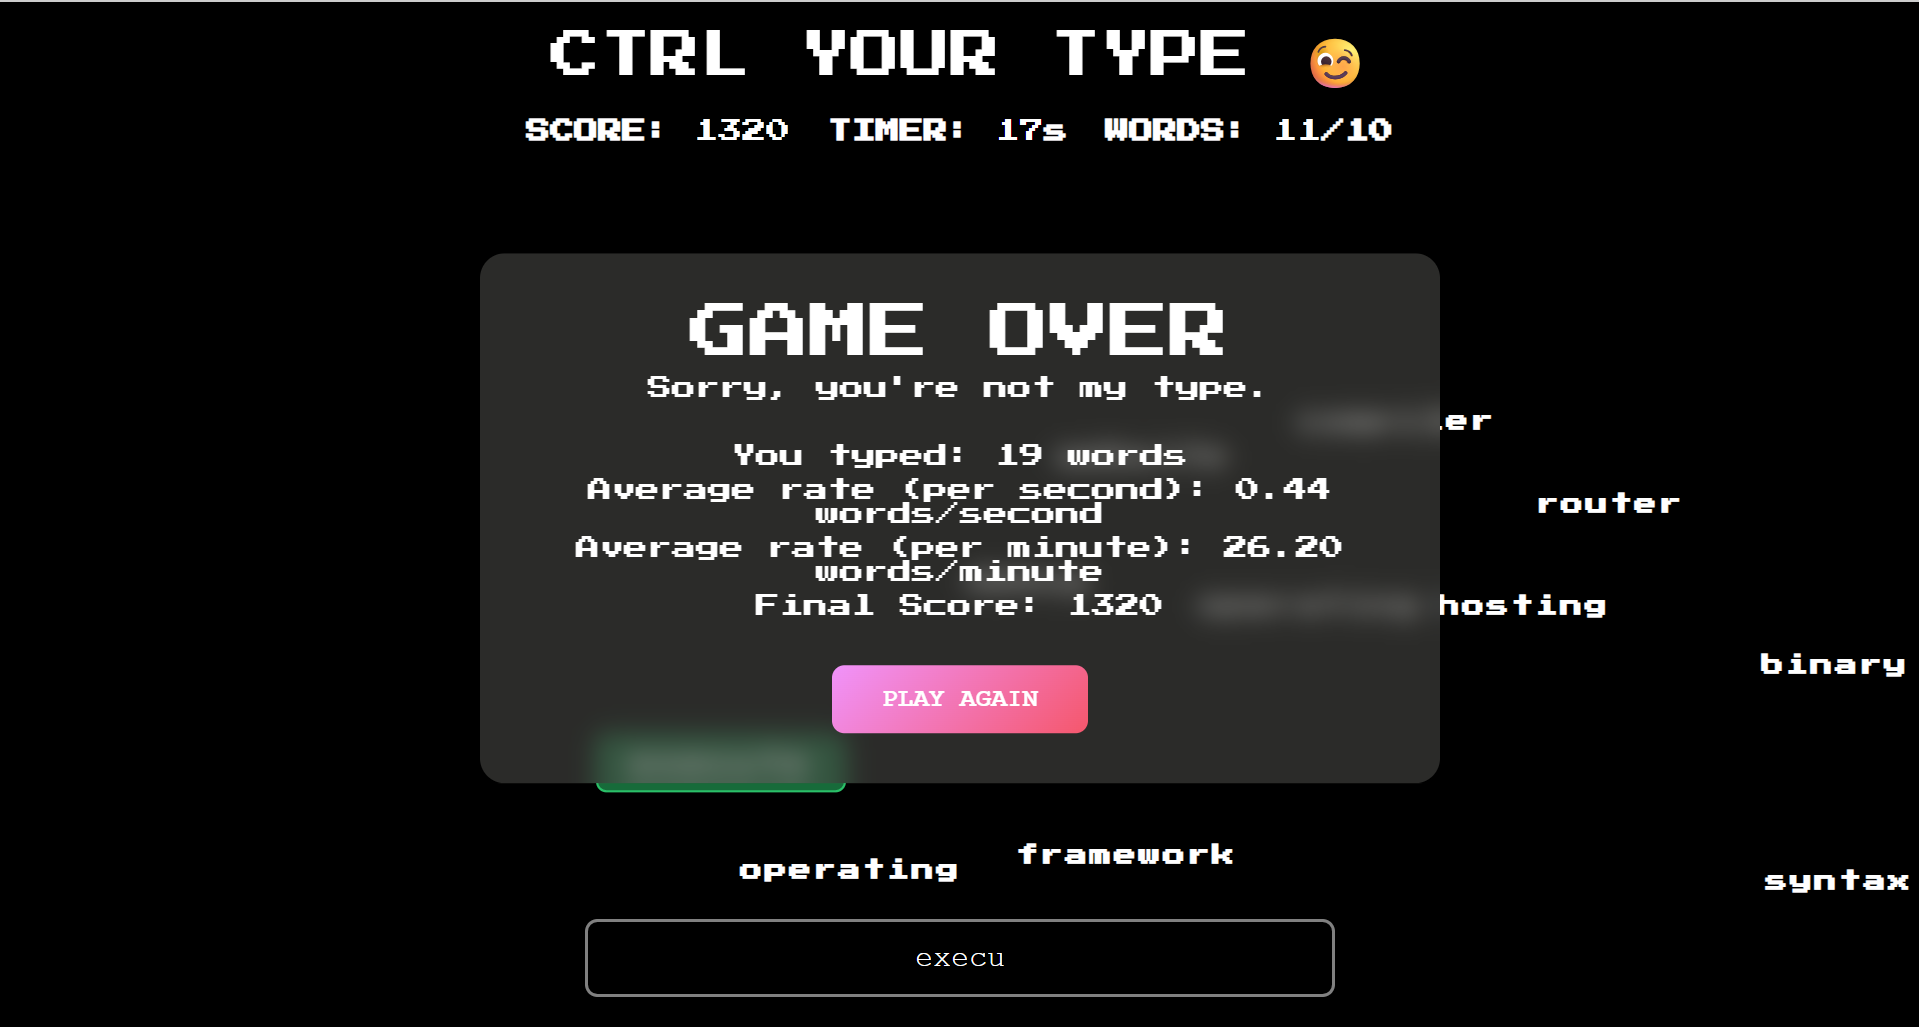 CTRL YOUR TYPE
SCORE: 1320 TIMER: 17s WORDS: 11/10
GAME OVER
Sorry, you're not my type.
er
You typed: 19 words
Average rate (per second): 0.44
words/second
router
Average rate (per minute): 26.20
words/minute
Final Score: 1320
hosting
binary
PLAY AGAIN
framework
operating
syntax
execu